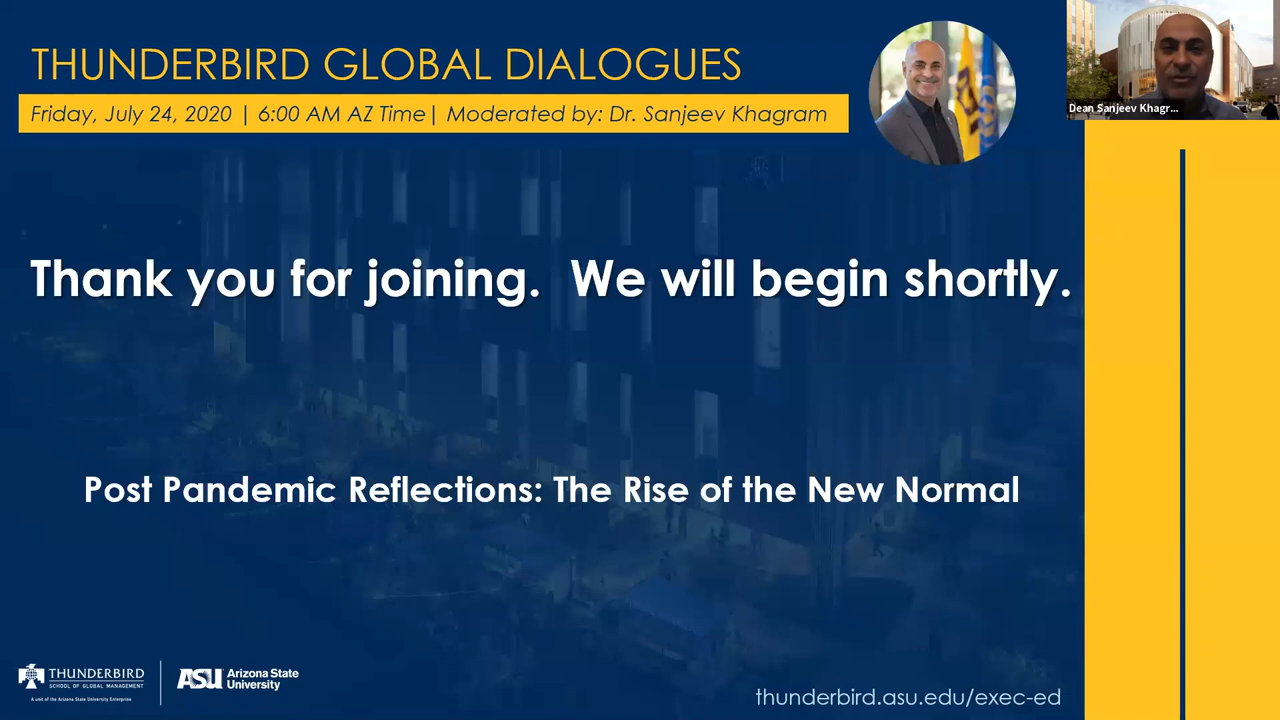 THUNDERBIRD GLOBAL DIALOGUES
Friday, July 24, 2020 | 6:00 AM AZ Time| Moderated by: Dr. Sanjeev Khagram
Dean Sanjeev Khagr...
Thank you for joining. We will begin shortly.
Post Pandemic Reflections: The Rise of the New Normal
THUNDERBIRD
SCHOOL OF GLOBAL MANAGEMENT
A unit of the Arizona State University Enterprise
ASU Arizona State
University
thunderbird.asu.edu/exec-ed